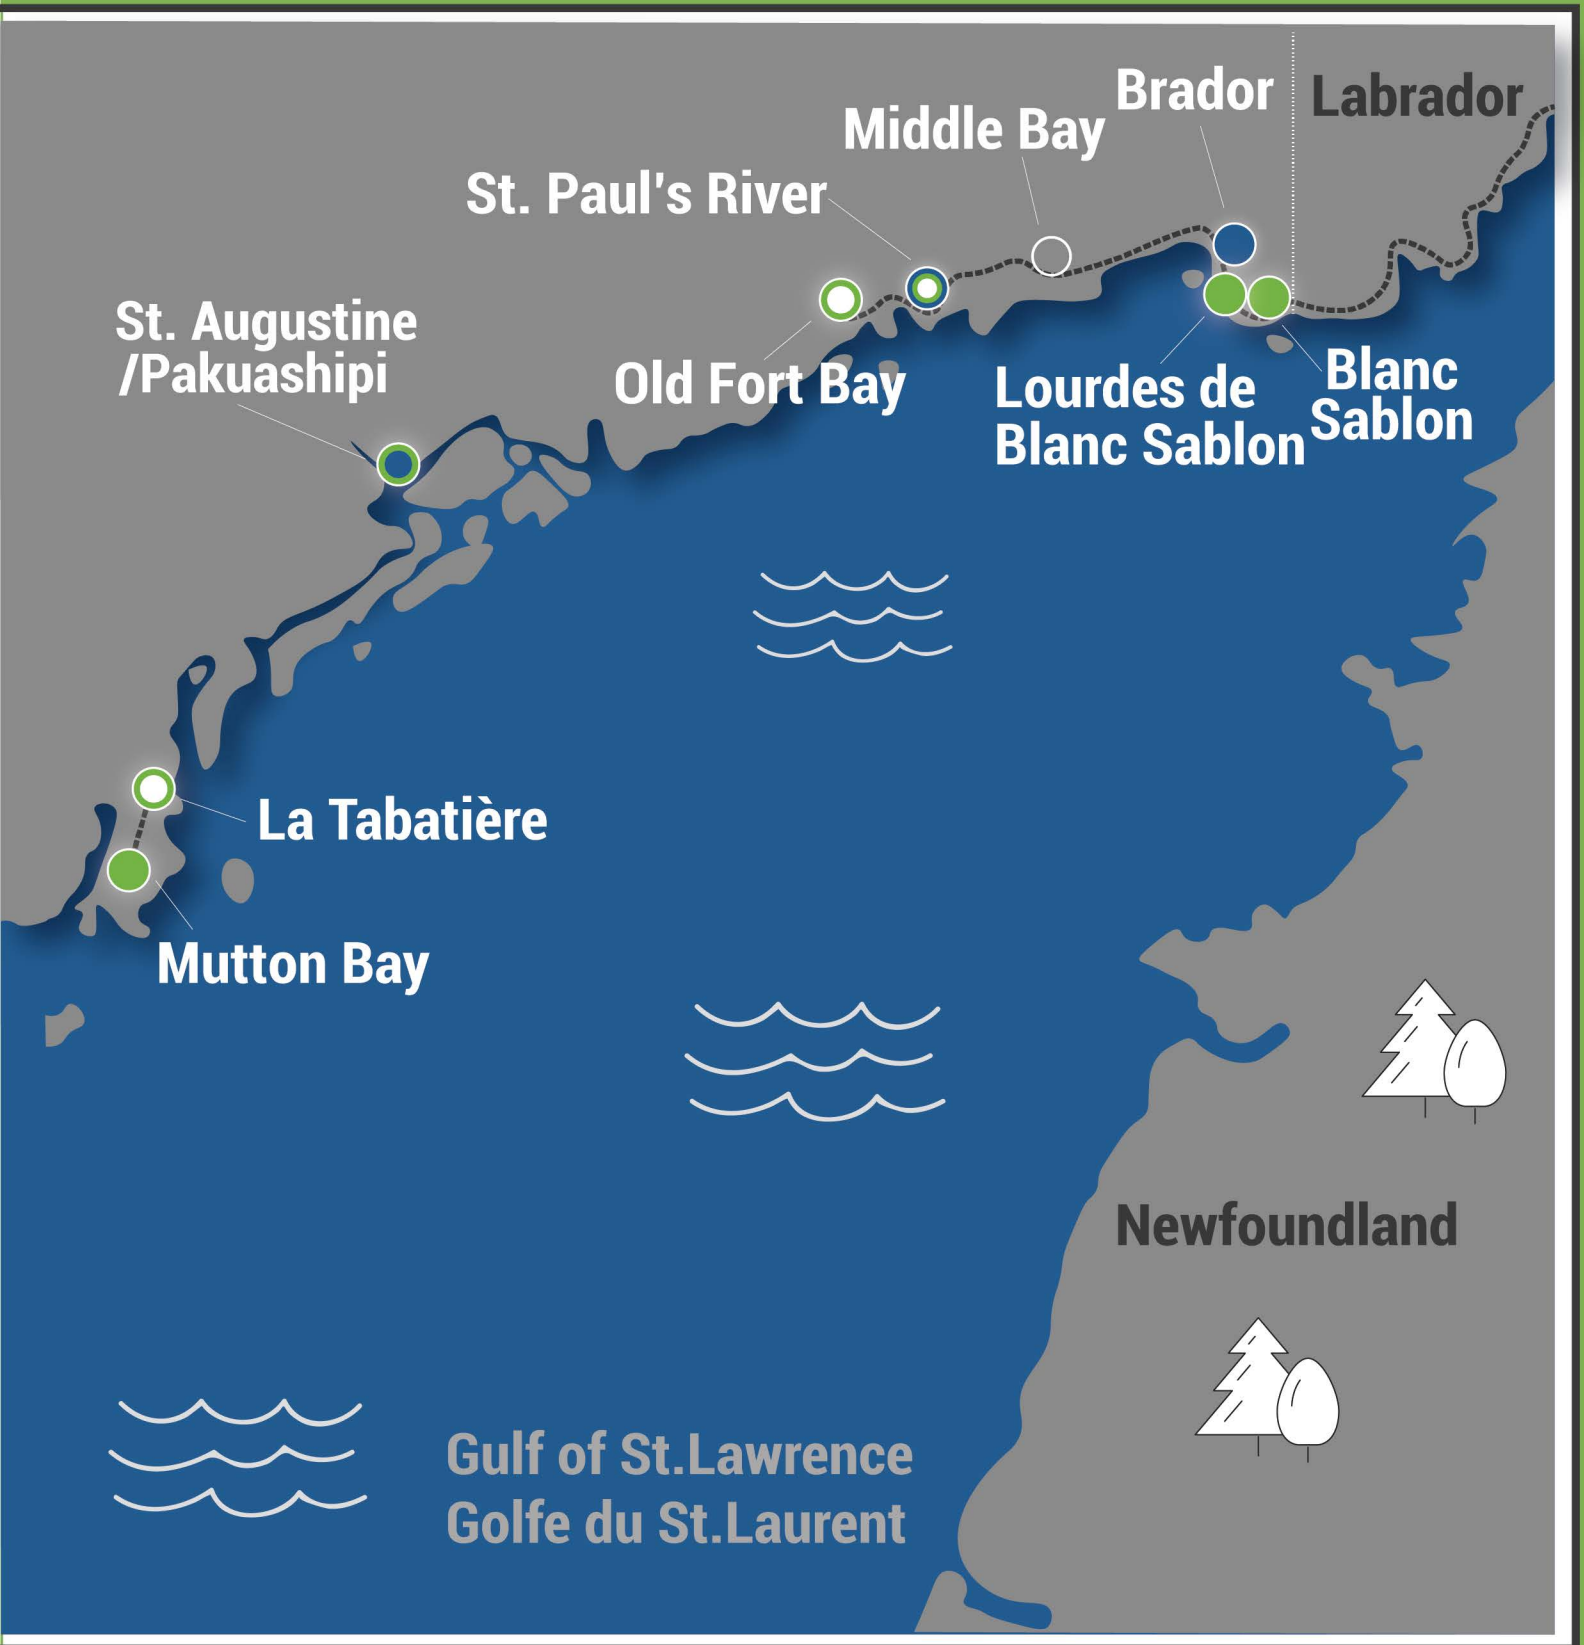 Brador
Labrador
Middle Bay
St. Paul's River
St. Augustine
/Pakuashipi
Old Fort Bay
Lourdes de
Blanc Sablon
Blanc
Sablon
La Tabatière
Mutton Bay
Newfoundland
Gulf of St.Lawrence
Golfe du St.Laurent